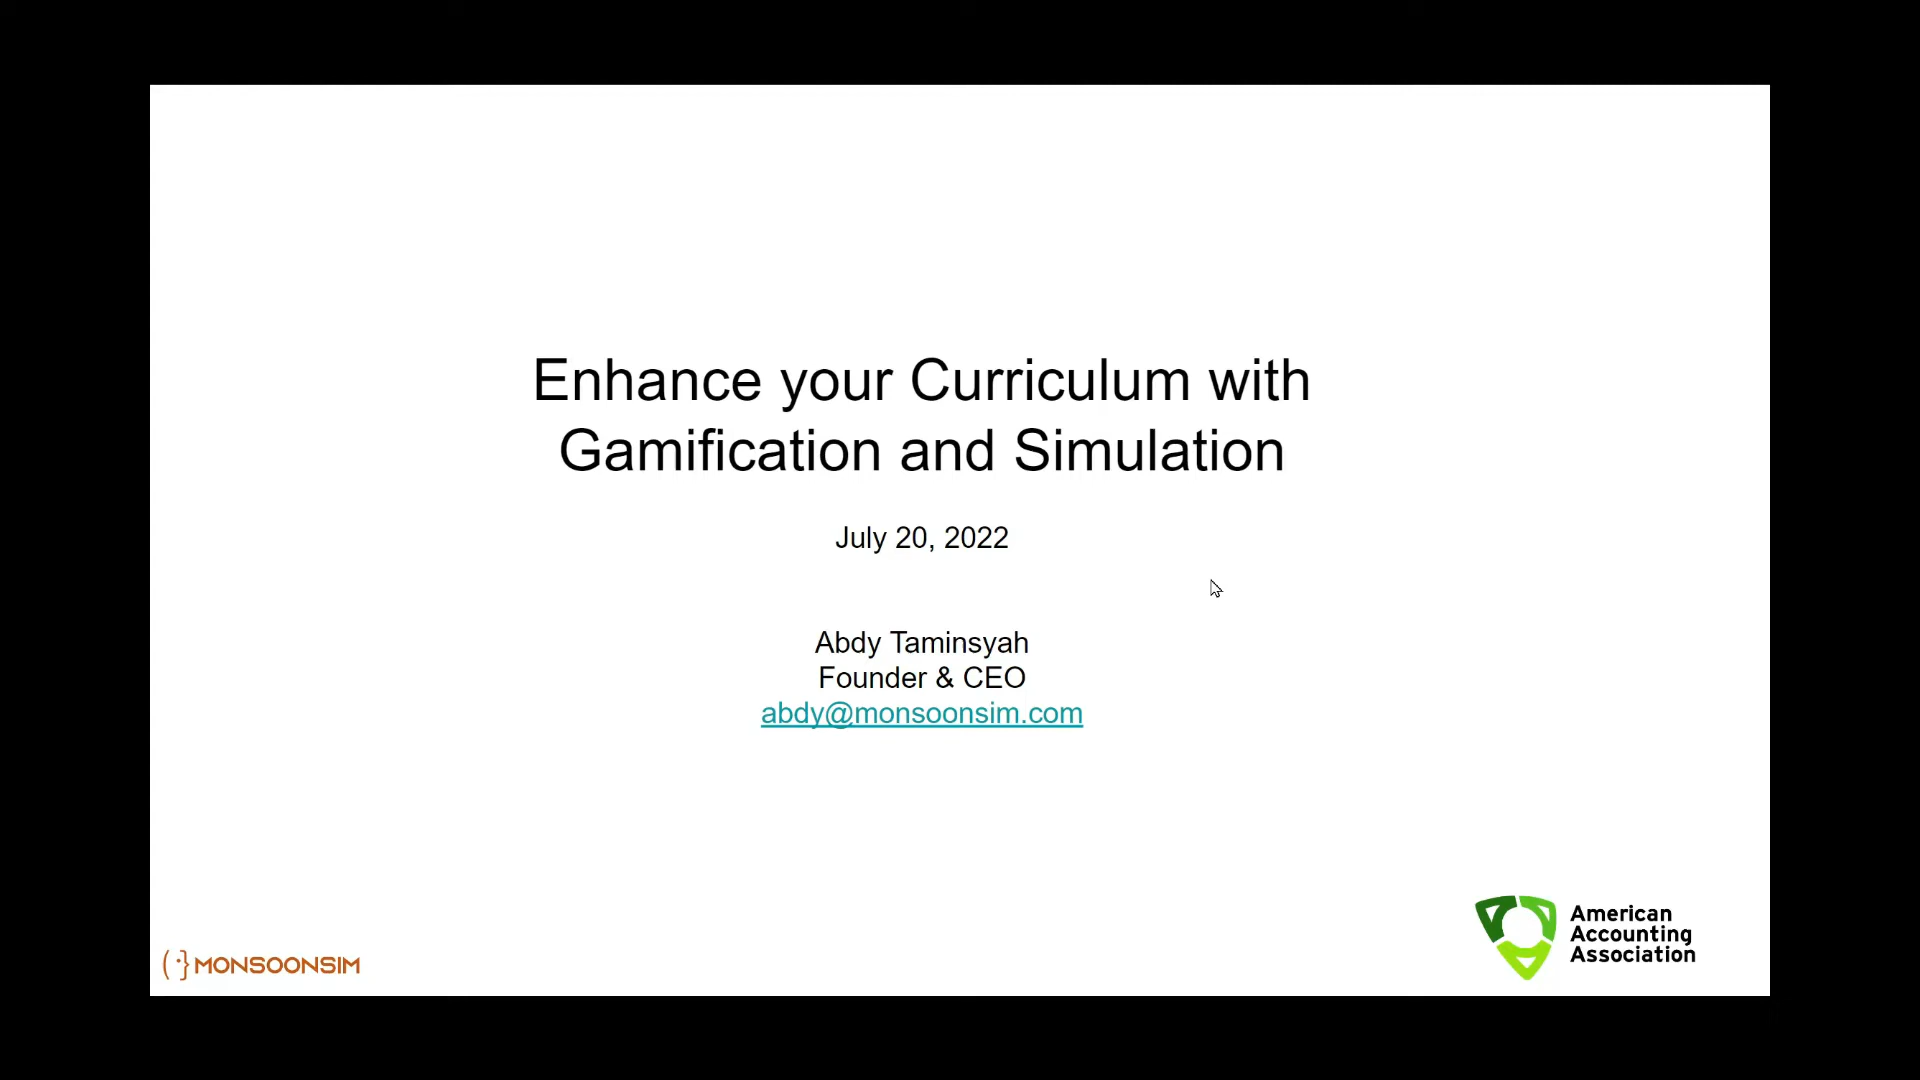 Enhance your Curriculum with
Gamification and Simulation
July 20, 2022
Abdy Taminsyah
Founder & CEO
abdy@monsoonsim.com
MONSOONSIM
American
Accounting
Association